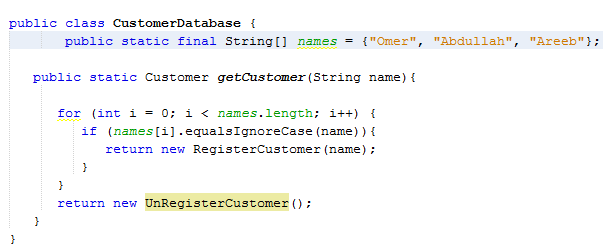 public class CustomerDatabase {
public static final String[] names = {"Omer", "Abdullah", "Areeb"};
public static Customer getCustomer(String name){
for (int i = 0; i < names.length; i++) {
if (names[i].equalsIgnoreCase(name)){
return new RegisterCustomer(name);
}
}
return new UnRegisterCustomer();
}
}